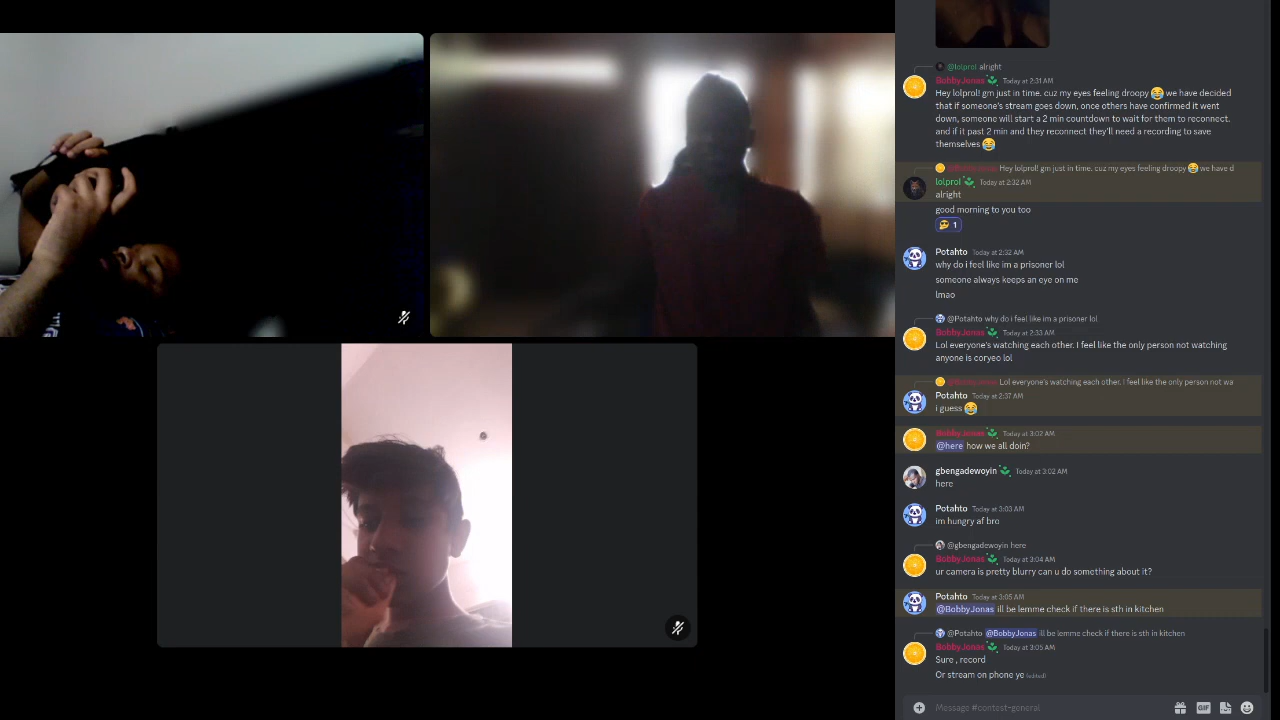 @lolprol alright
BobbyJonas Today at 2:31 AM
Hey lolprol! gm just in time. cuz my eyes feeling droopy 😂 we have decided
that if someone's stream goes down, once others have confirmed it went
down, someone will start a 2 min countdown to wait for them to reconnect.
and if it past 2 min and they reconnect they'll need a recording to save
themselves 😂
Hey lolprol! gm just in time. cuz my eyes feeling droopy 😂 we have d
lolprol Today at 2:32 AM
alright
good morning to you too
1
Potahto Today at 2:32 AM
why do i feel like im a prisoner lol
someone always keeps an eye on me
lmao
@Potahto why do i feel like im a prisoner lol
BobbyJonas Today at 2:33 AM
Lol everyone's watching each other. I feel like the only person not watching
anyone is coryeo lol
Lol everyone's watching each other. I feel like the only person not wa
Potahto Today at 2:37 AM
i guess 😂
BobbyJonas Today at 3:02 AM
@here how we all doin?
gbengadewoyin Today at 3:02 AM
here
Potahto Today at 3:03 AM
im hungry af bro
@gbengadewoyin here
BobbyJonas Today at 3:04 AM
ur camera is pretty blurry can u do something about it?
Potahto Today at 3:05 AM
@BobbyJonas ill be lemme check if there is sth in kitchen
@Potahto @BobbyJonas ill be lemme check if there is sth in kitchen
BobbyJonas Today at 3:05 AM
Sure , record
Or stream on phone ye (edited)
Message #contest-general
GIF